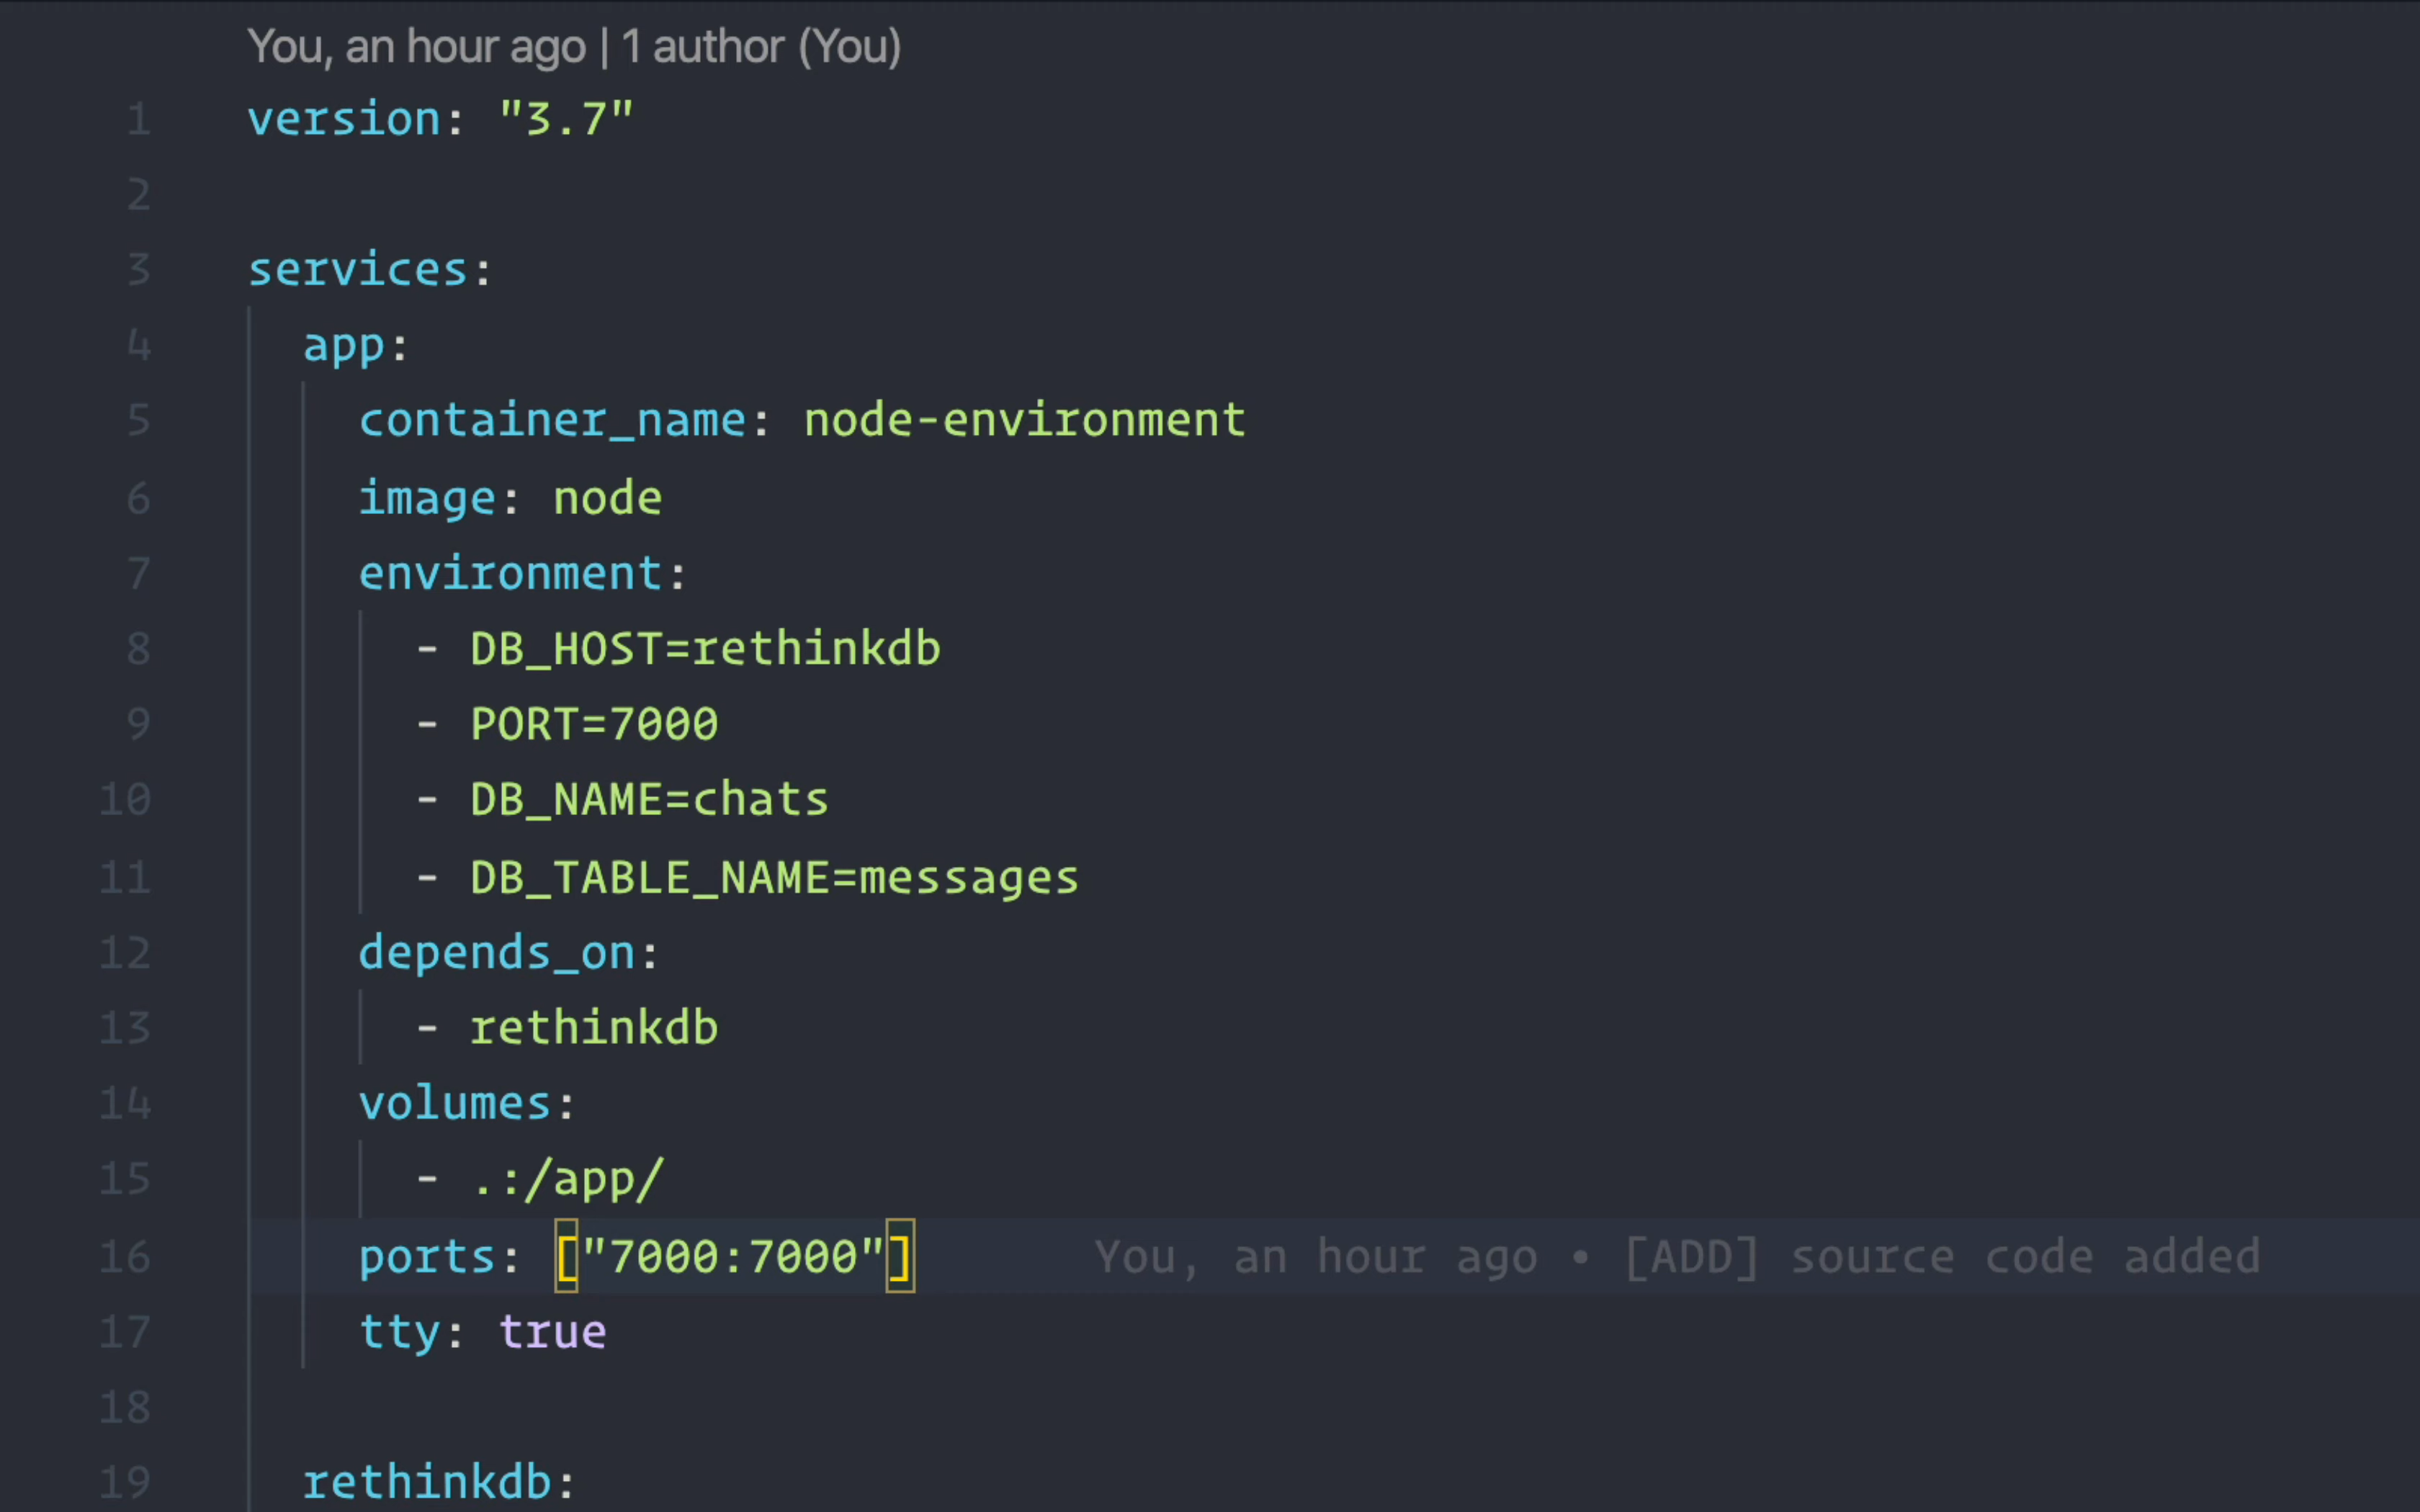 You, an hour ago | 1 author (You)
1 version: "3.7"
2
3 services:
4 app:
5 container_name: node-environment
6 image: node
7 environment:
8 - DB_HOST=rethinkdb
9 - PORT=7000
10 - DB_NAME=chats
11 - DB_TABLE_NAME=messages
12 depends_on:
13 - rethinkdb
14 volumes:
15 - .:/app/
16 ports: ["7000:7000"] You, an hour ago • [ADD] source code added
17 tty: true
18
19 rethinkdb: